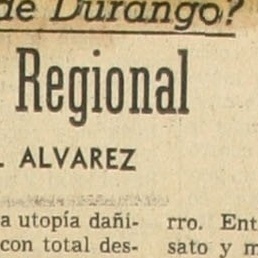 de Durango?
Regional
L ALVAREZ
a utopía dañi-
con total des-
rro. Ent
sato y m